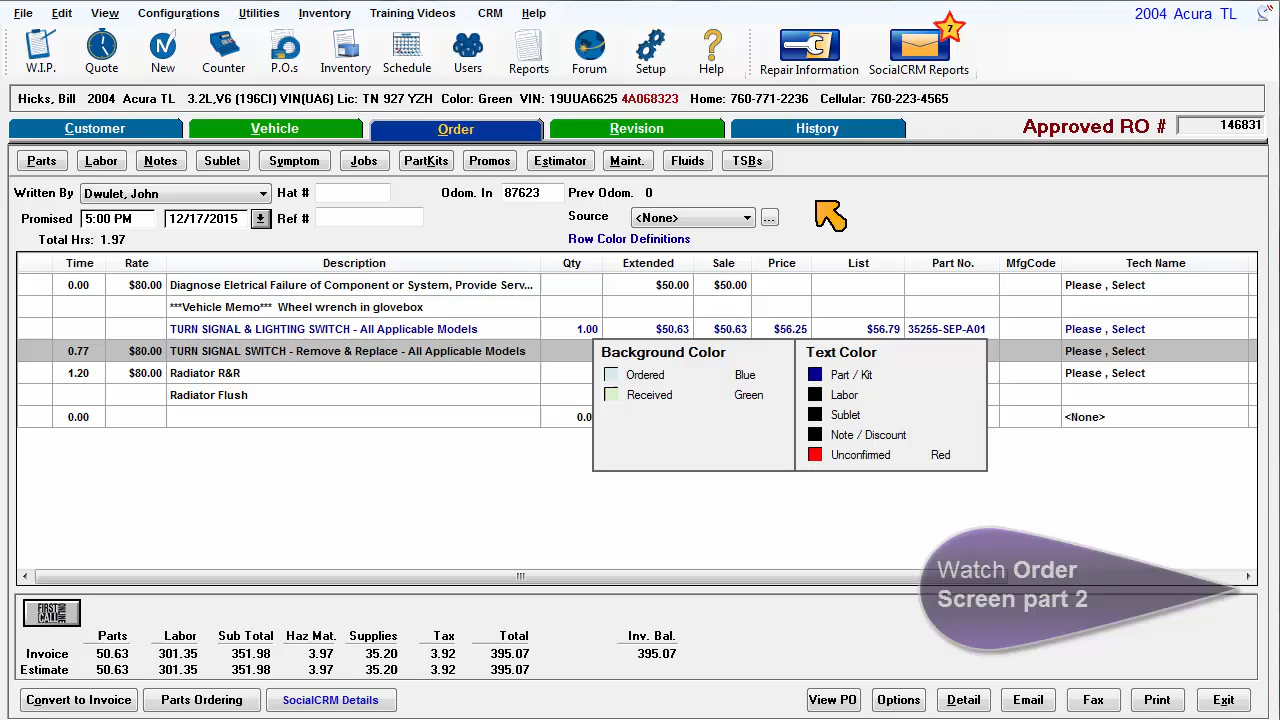 File Edit View Configurations Utilities Inventory Training Videos CRM Help 2004 Acura TL
7
W.I.P. Quote New Counter P.O.s Inventory Schedule Users Reports Forum Setup Help Repair Information SocialCRM Reports
Hicks, Bill 2004 Acura TL 3.2L,V6 (196CI) VIN(UA6) Lic: TN 927 YZH Color: Green VIN: 19UUA6625 4A068323 Home: 760-771-2236 Cellular: 760-223-4565
Customer Vehicle Order Revision History Approved RO # 146831
Parts Labor Notes Sublet Symptom Jobs PartKits Promos Estimator Maint. Fluids TSBs
Written By Dwulet, John Hat # Odom. In 87623 Prev Odom. 0
Promised 5:00 PM 12/17/2015 Ref # Source <None> ...
Total Hrs: 1.97 Row Color Definitions
Time Rate Description Qty Extended Sale Price List Part No. MfgCode Tech Name
0.00 $80.00 Diagnose Eletrical Failure of Component or System, Provide Serv... $50.00 $50.00 Please , Select
***Vehicle Memo*** Wheel wrench in glovebox
TURN SIGNAL & LIGHTING SWITCH - All Applicable Models 1.00 $50.63 $50.63 $56.25 $56.79 35255-SEP-A01 Please , Select
0.77 $80.00 TURN SIGNAL SWITCH - Remove & Replace - All Applicable Models Please , Select
1.20 $80.00 Radiator R&R Please , Select
Radiator Flush
0.00 0.0 <None>
Background Color Text Color
Ordered Blue Part / Kit
Received Green Labor
Sublet
Note / Discount
Unconfirmed Red
Watch Order
Screen part 2
FIRST CALL
Parts Labor Sub Total Haz Mat. Supplies Tax Total Inv. Bal.
Invoice 50.63 301.35 351.98 3.97 35.20 3.92 395.07 395.07
Estimate 50.63 301.35 351.98 3.97 35.20 3.92 395.07
Convert to Invoice Parts Ordering SocialCRM Details View PO Options Detail Email Fax Print Exit